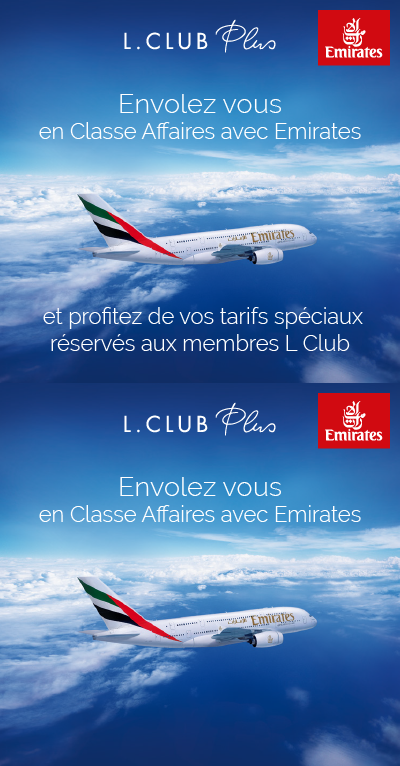 L.CLUB Plus
Emirates
Envolez vous
en Classe Affaires avec Emirates
Emirates
et profitez de vos tarifs spéciaux
réservés aux membres L Club
L.CLUB Plus
Emirates
Envolez vous
en Classe Affaires avec Emirates
Emirates